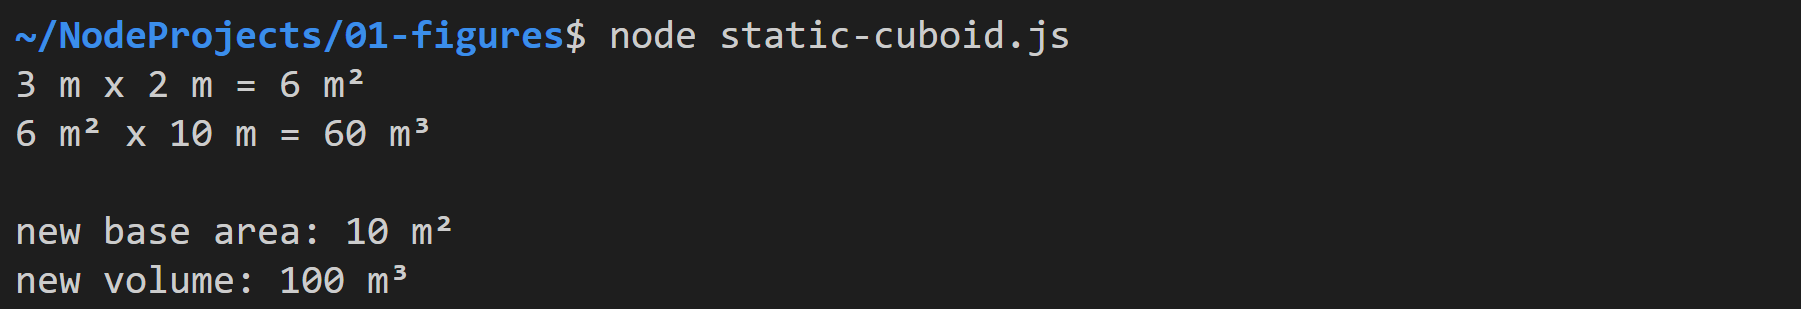 ~/NodeProjects/01-figures$ node static-cuboid.js
3 m x 2 m = 6 m²
6 m² x 10 m = 60 m³
new base area: 10 m²
new volume: 100 m³